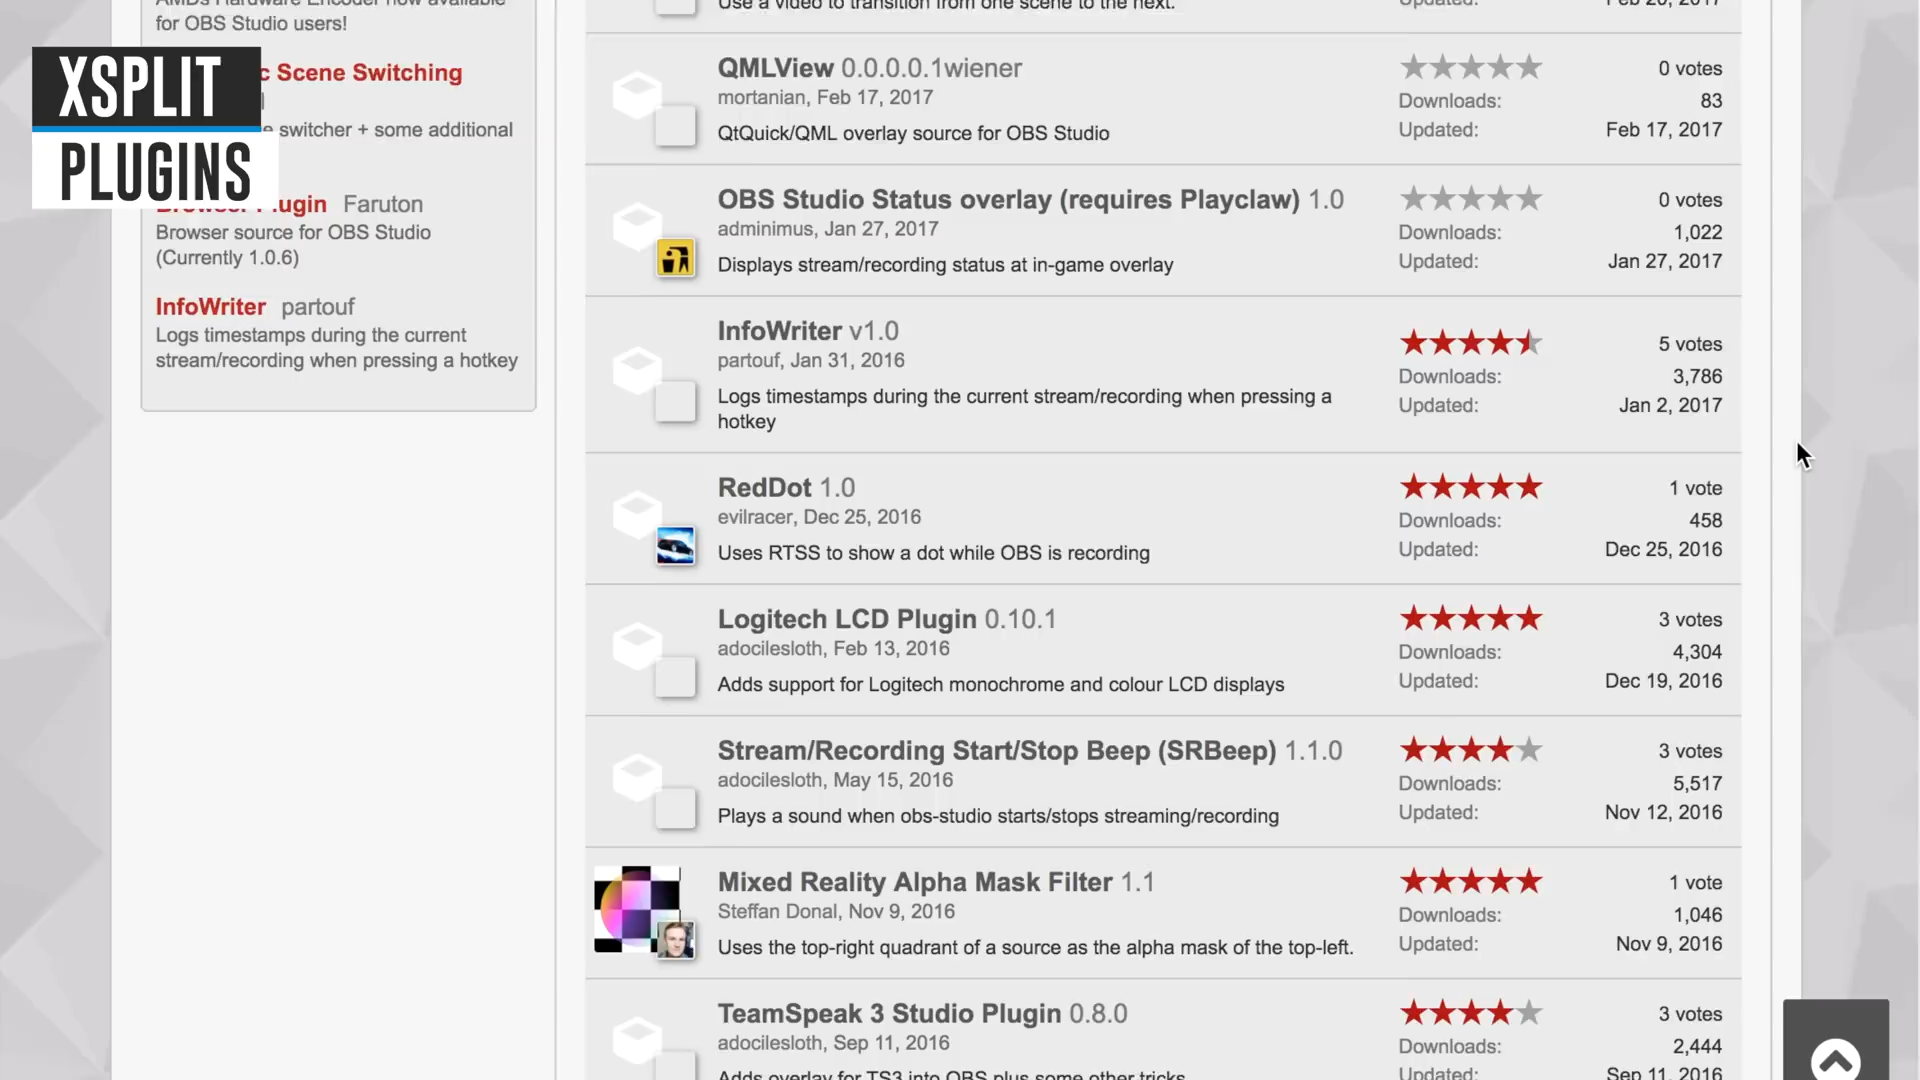 AMDs Hardware Encoder now available
for OBS Studio users!
XSPLIT
PLUGINS
c Scene Switching
switcher + some additional
Browser Plugin Faruton
Browser source for OBS Studio
(Currently 1.0.6)
InfoWriter partouf
Logs timestamps during the current
stream/recording when pressing a hotkey
Use a video to transition from one scene to the next.
Updated: Feb 20, 2017
QMLView 0.0.0.0.1wiener
mortanian, Feb 17, 2017
QtQuick/QML overlay source for OBS Studio
0 votes
Downloads: 83
Updated: Feb 17, 2017
OBS Studio Status overlay (requires Playclaw) 1.0
adminimus, Jan 27, 2017
Displays stream/recording status at in-game overlay
0 votes
Downloads: 1,022
Updated: Jan 27, 2017
InfoWriter v1.0
partouf, Jan 31, 2016
Logs timestamps during the current stream/recording when pressing a
hotkey
5 votes
Downloads: 3,786
Updated: Jan 2, 2017
RedDot 1.0
evilracer, Dec 25, 2016
Uses RTSS to show a dot while OBS is recording
1 vote
Downloads: 458
Updated: Dec 25, 2016
Logitech LCD Plugin 0.10.1
adocilesloth, Feb 13, 2016
Adds support for Logitech monochrome and colour LCD displays
3 votes
Downloads: 4,304
Updated: Dec 19, 2016
Stream/Recording Start/Stop Beep (SRBeep) 1.1.0
adocilesloth, May 15, 2016
Plays a sound when obs-studio starts/stops streaming/recording
3 votes
Downloads: 5,517
Updated: Nov 12, 2016
Mixed Reality Alpha Mask Filter 1.1
Steffan Donal, Nov 9, 2016
Uses the top-right quadrant of a source as the alpha mask of the top-left.
1 vote
Downloads: 1,046
Updated: Nov 9, 2016
TeamSpeak 3 Studio Plugin 0.8.0
adocilesloth, Sep 11, 2016
Adds overlay for TS3 into OBS plus some other tricks
3 votes
Downloads: 2,444
Updated: Sep 11, 2016